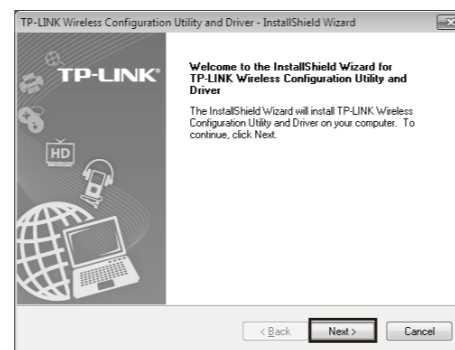 TP-LINK Wireless Configuration Utility and Driver - InstallShield Wizard
TP-LINK®
Welcome to the InstallShield Wizard for
TP-LINK Wireless Configuration Utility and
Driver
The InstallShield Wizard will install TP-LINK Wireless
Configuration Utility and Driver on your computer. To
continue, click Next.
HD
< Back Next > Cancel